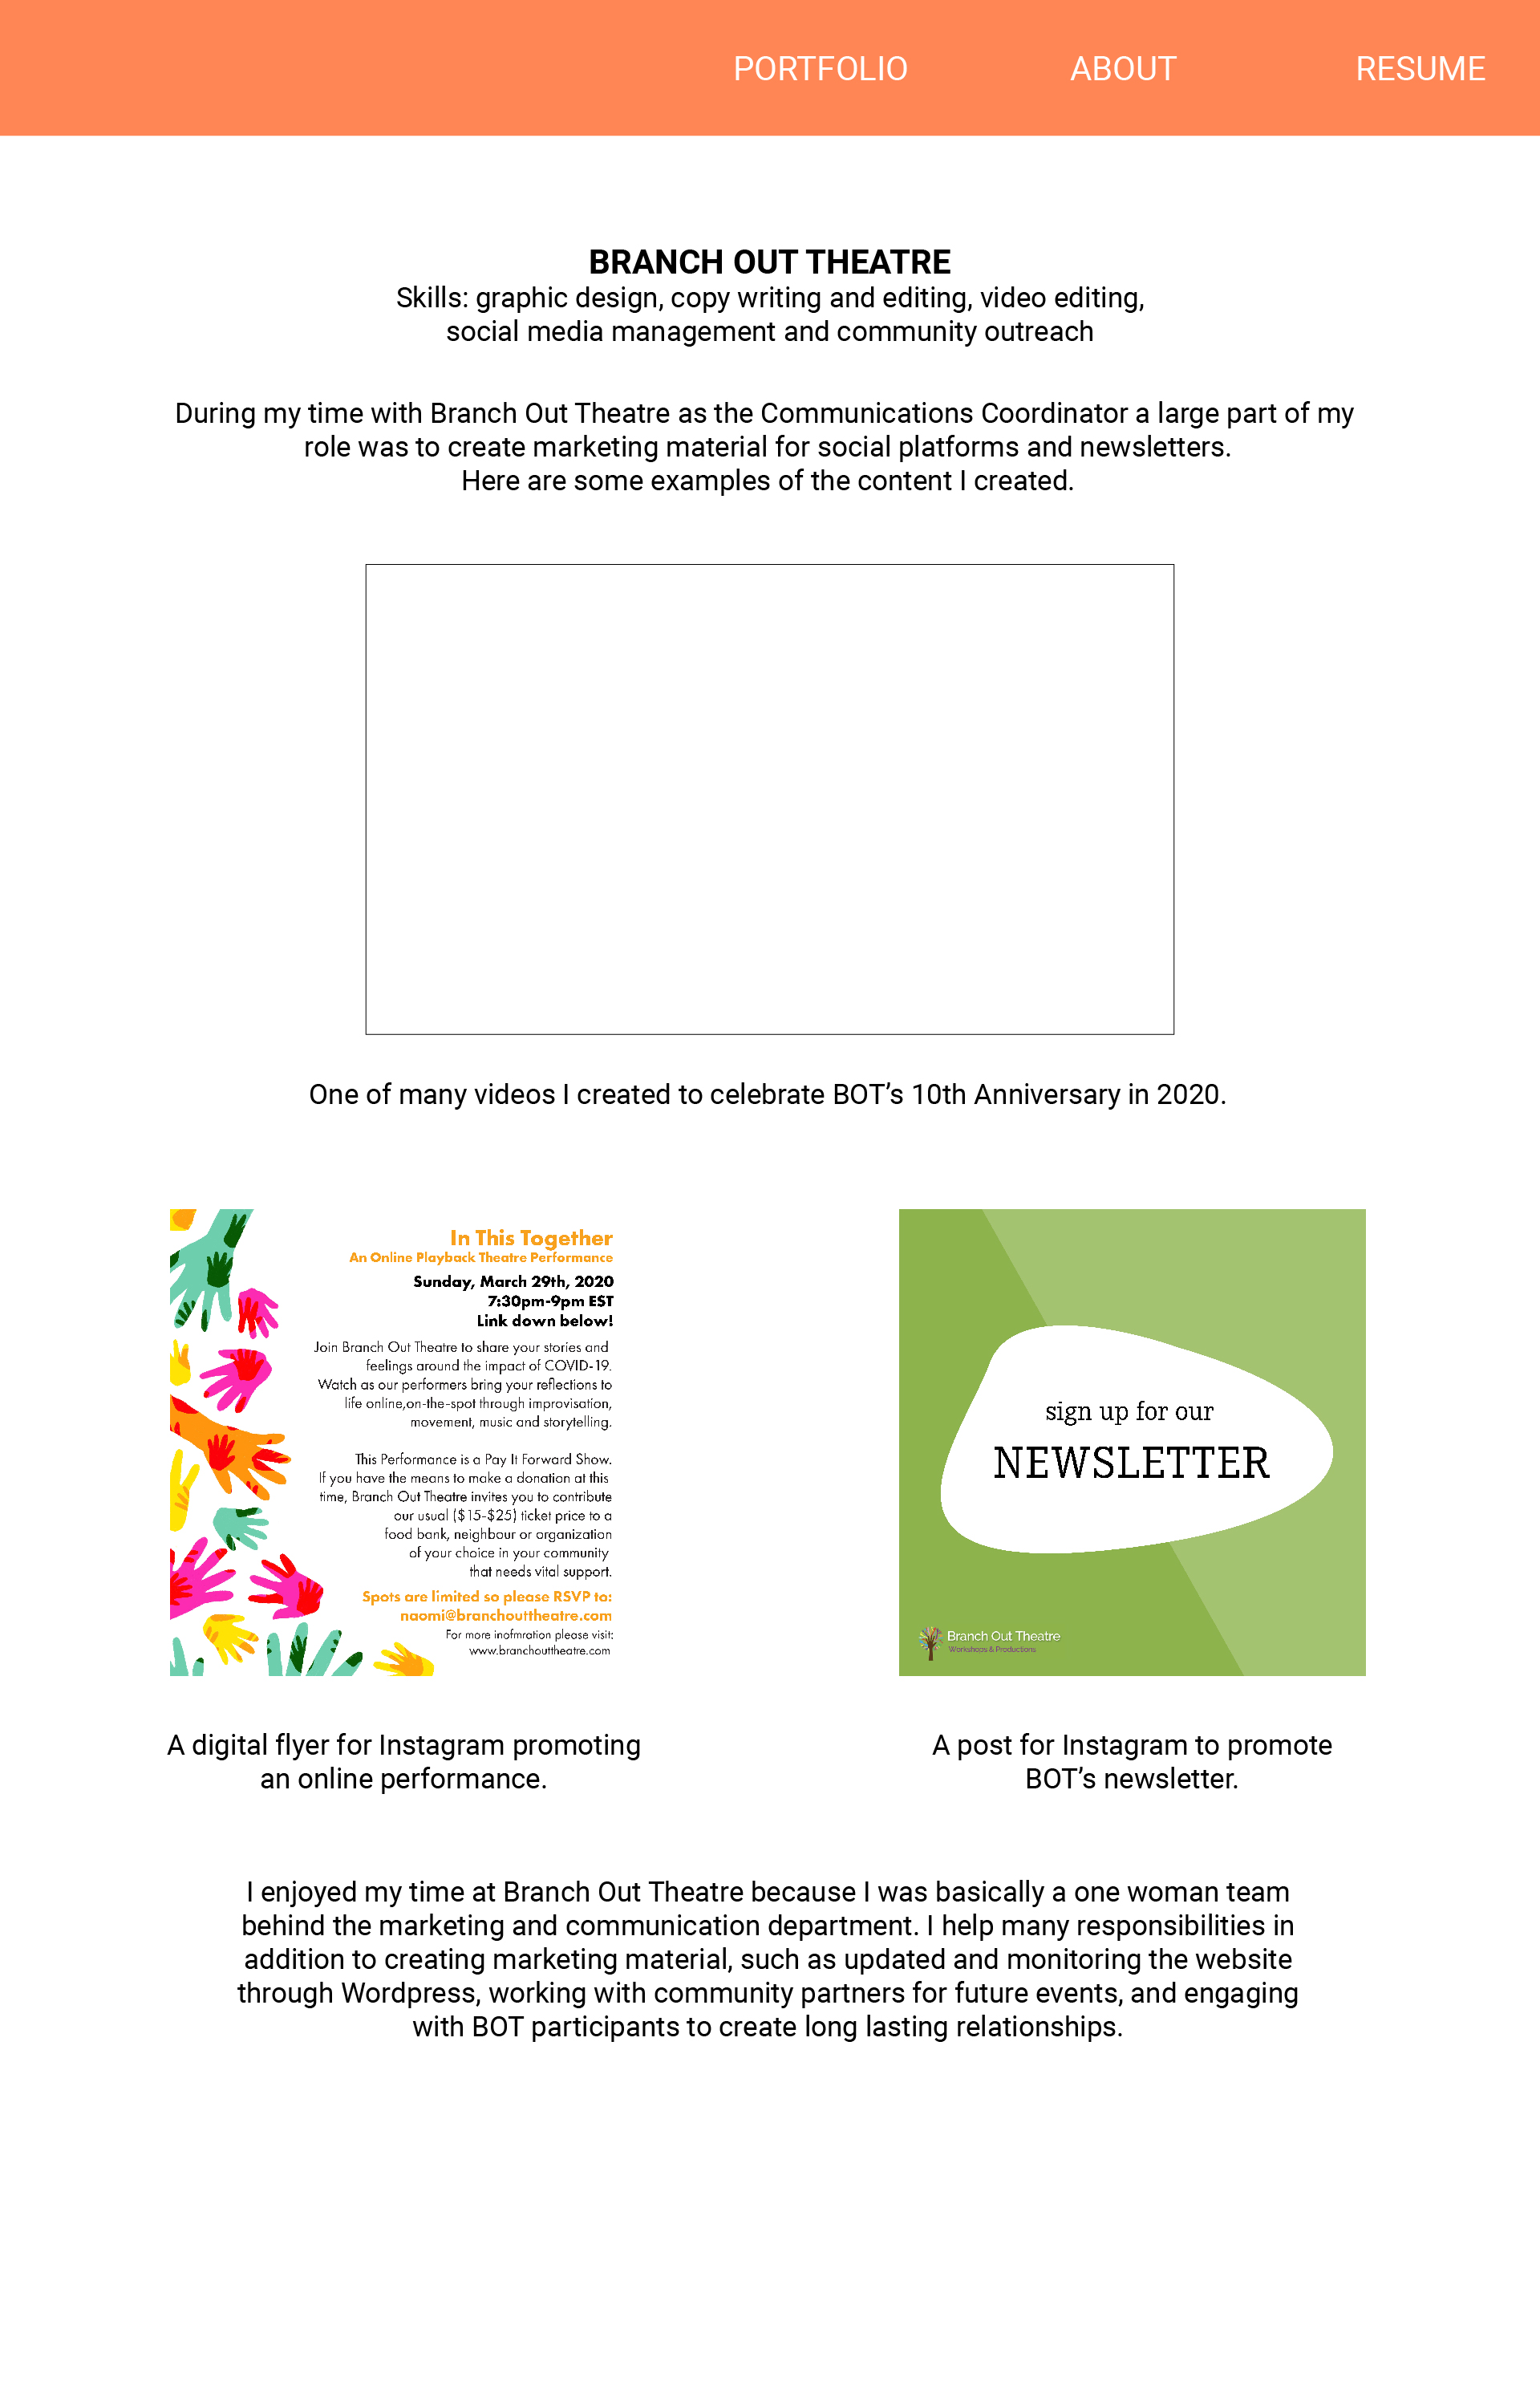 PORTFOLIO ABOUT RESUME
BRANCH OUT THEATRE
Skills: graphic design, copy writing and editing, video editing,
social media management and community outreach
During my time with Branch Out Theatre as the Communications Coordinator a large part of my
role was to create marketing material for social platforms and newsletters.
Here are some examples of the content I created.
One of many videos I created to celebrate BOT’s 10th Anniversary in 2020.
In This Together
An Online Playback Theatre Performance
Sunday, March 29th, 2020
7:30pm-9pm EST
Link down below!
Join Branch Out Theatre to share your stories and
feelings around the impact of COVID-19.
Watch as our performers bring your reflections to
life online,on-the-spot through improvisation,
movement, music and storytelling.
This Performance is a Pay It Forward Show.
If you have the means to make a donation at this
time, Branch Out Theatre invites you to contribute
our usual ($15-$25) ticket price to a
food bank, neighbour or organization
of your choice in your community
that needs vital support.
Spots are limited so please RSVP to:
naomi@branchouttheatre.com
For more inofmration please visit:
www.branchouttheatre.com
sign up for our
NEWSLETTER
Branch Out Theatre
Workshops & Productions
A digital flyer for Instagram promoting
an online performance.
A post for Instagram to promote
BOT’s newsletter.
I enjoyed my time at Branch Out Theatre because I was basically a one woman team
behind the marketing and communication department. I help many responsibilities in
addition to creating marketing material, such as updated and monitoring the website
through Wordpress, working with community partners for future events, and engaging
with BOT participants to create long lasting relationships.